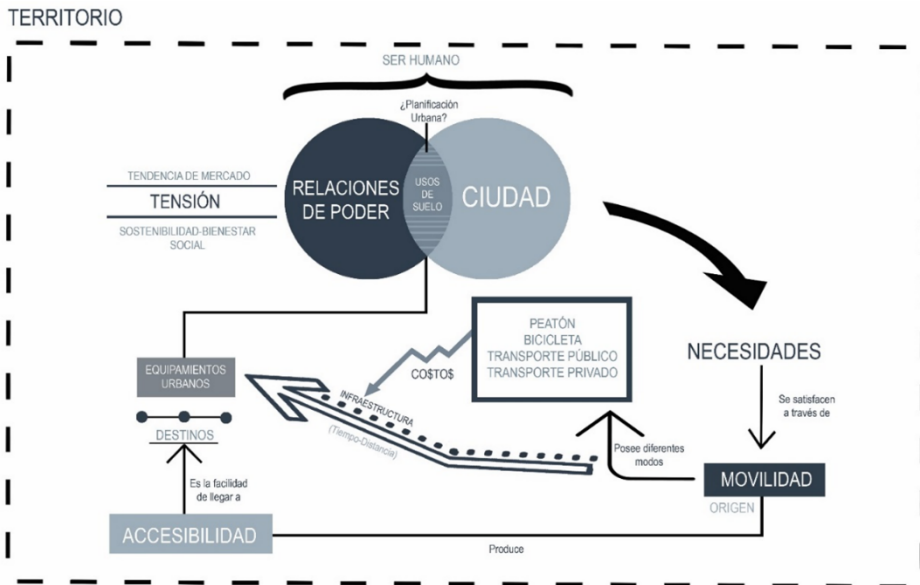 TERRITORIO
SER HUMANO
¿Planificación
Urbana?
TENDENCIA DE MERCADO
TENSIÓN
SOSTENIBILIDAD-BIENESTAR
SOCIAL
RELACIONES
DE PODER
USOS
DE
SUELO
CIUDAD
PEATÓN
BICICLETA
TRANSPORTE PÚBLICO
TRANSPORTE PRIVADO
CO$TO$
NECESIDADES
Se satisfacen
a través de
EQUIPAMIENTOS
URBANOS
INFRAESTRUCTURA
(Tiempo-Distancia)
DESTINOS
Posee diferentes
modos
MOVILIDAD
ORIGEN
Es la facilidad
de llegar a
ACCESIBILIDAD
Produce